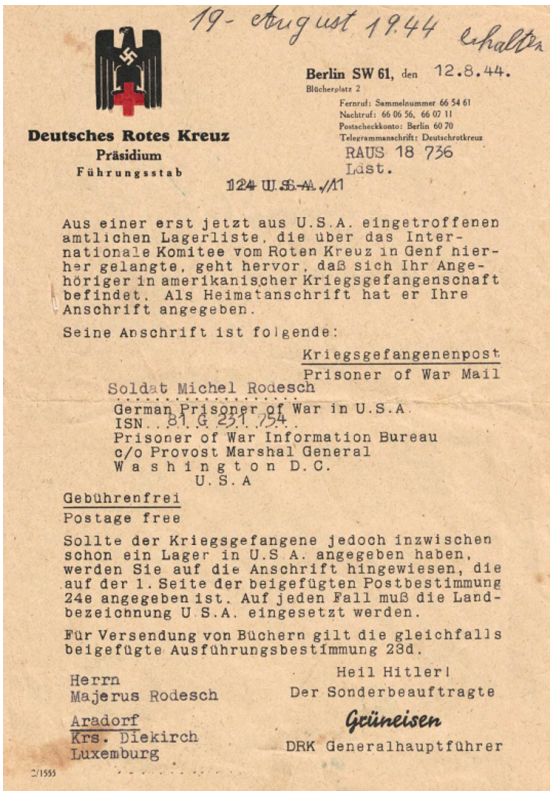 19- August 1944 erhalten
Berlin SW 61, den 12.8.44.
Blücherplatz 2
Fernruf: Sammelnummer 66 54 61
Nachtruf: 66 06 56, 66 07 11
Postscheckkonto: Berlin 60 70
Telegrammanschrift: Deutschrotkreuz
Deutsches Rotes Kreuz
Präsidium
Führungsstab
RAUS 18 736
Ldst.
124 U.S.A./11
Aus einer erst jetzt aus U.S.A. eingetroffenen
amtlichen Lagerliste, die über das Inter-
nationale Komitee vom Roten Kreuz in Genf hier-
her gelangte, geht hervor, daß sich Ihr Ange-
höriger in amerikanischer Kriegsgefangenschaft
befindet. Als Heimatanschrift hat er Ihre
Anschrift angegeben.
Seine Anschrift ist folgende:
Kriegsgefangenenpost
Prisoner of War Mail
Soldat Michel Rodesch
German Prisoner of War in U.S.A.
ISN...81 G 231 754..
Prisoner of War Information Bureau
c/o Provost Marshal General
Washington D.C.
U.S.A
Gebührenfrei
Postage free
Sollte der Kriegsgefangene jedoch inzwischen
schon ein Lager in U.S.A. angegeben haben,
werden Sie auf die Anschrift hingewiesen, die
auf der 1. Seite der beigefügten Postbestimmung
24e angegeben ist. Auf jeden Fall muß die Land-
bezeichnung U.S.A. eingesetzt werden.
Für Versendung von Büchern gilt die gleichfalls
beigefügte Ausführungsbestimmung 23d.
Heil Hitler!
Der Sonderbeauftragte
Grüneisen
DRK Generalhauptführer
Herrn
Majerus Rodesch
Aradorf
Krs. Diekirch
Luxemburg
2/1555